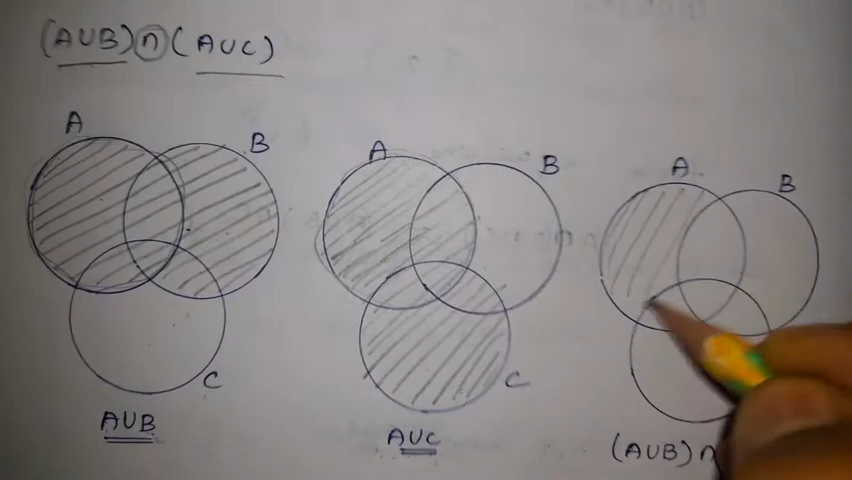 (AUB)∩(AUC)
A B C
AUB
A B C
AUC
A B
(AUB)∩